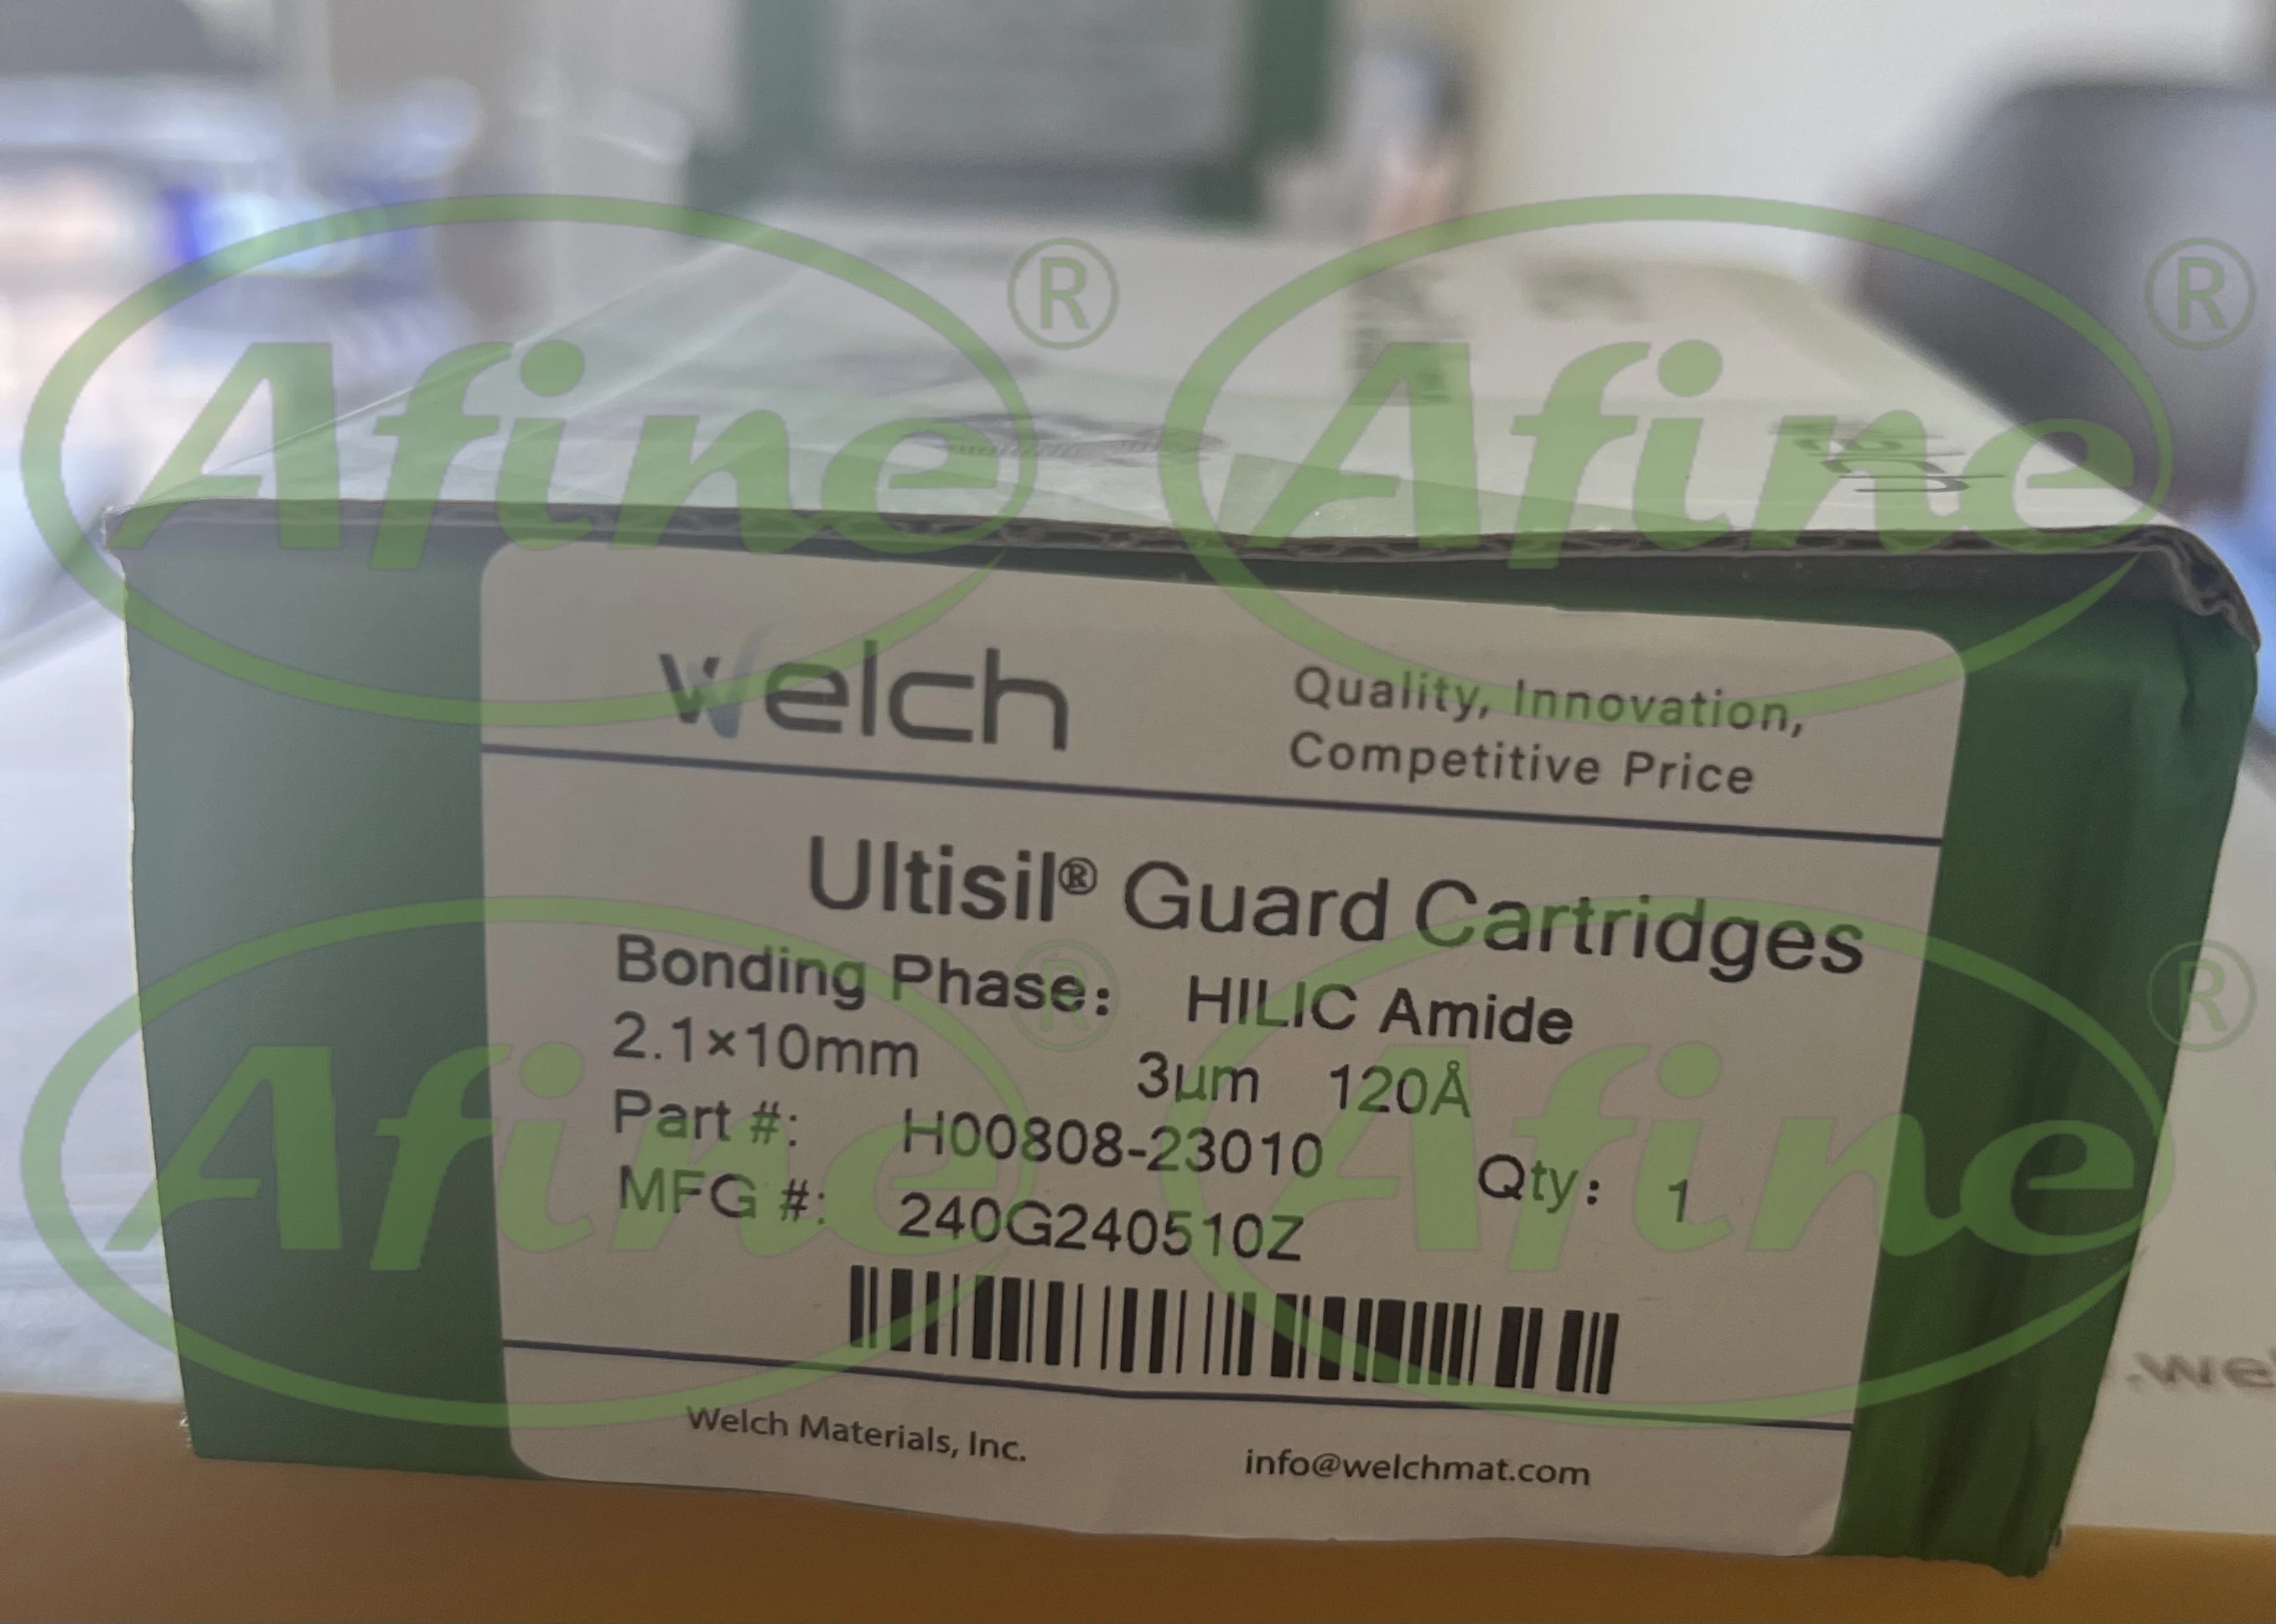 Afine®
Afine®
welch
Quality, Innovation,
Competitive Price
Ultisil® Guard Cartridges
Bonding Phase: HILIC Amide
2.1×10mm 3μm 120Å
Part #: H00808-23010
Qty: 1
MFG #: 240G240510Z
Welch Materials, Inc.
info@welchmat.com
Afine®
Afine®
.we